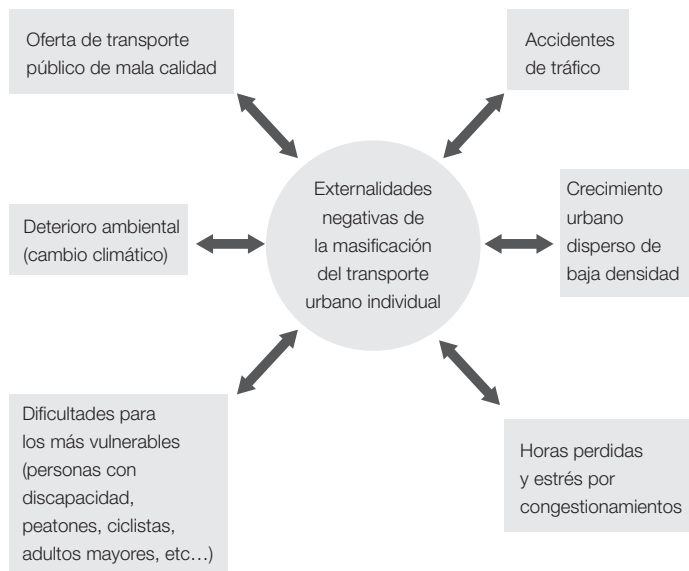 Oferta de transporte
público de mala calidad
Accidentes
de tráfico
Externalidades
negativas de
la masificación
del transporte
urbano individual
Deterioro ambiental
(cambio climático)
Crecimiento
urbano
disperso de
baja densidad
Dificultades para
los más vulnerables
(personas con
discapacidad,
peatones, ciclistas,
adultos mayores, etc…)
Horas perdidas
y estrés por
congestionamientos